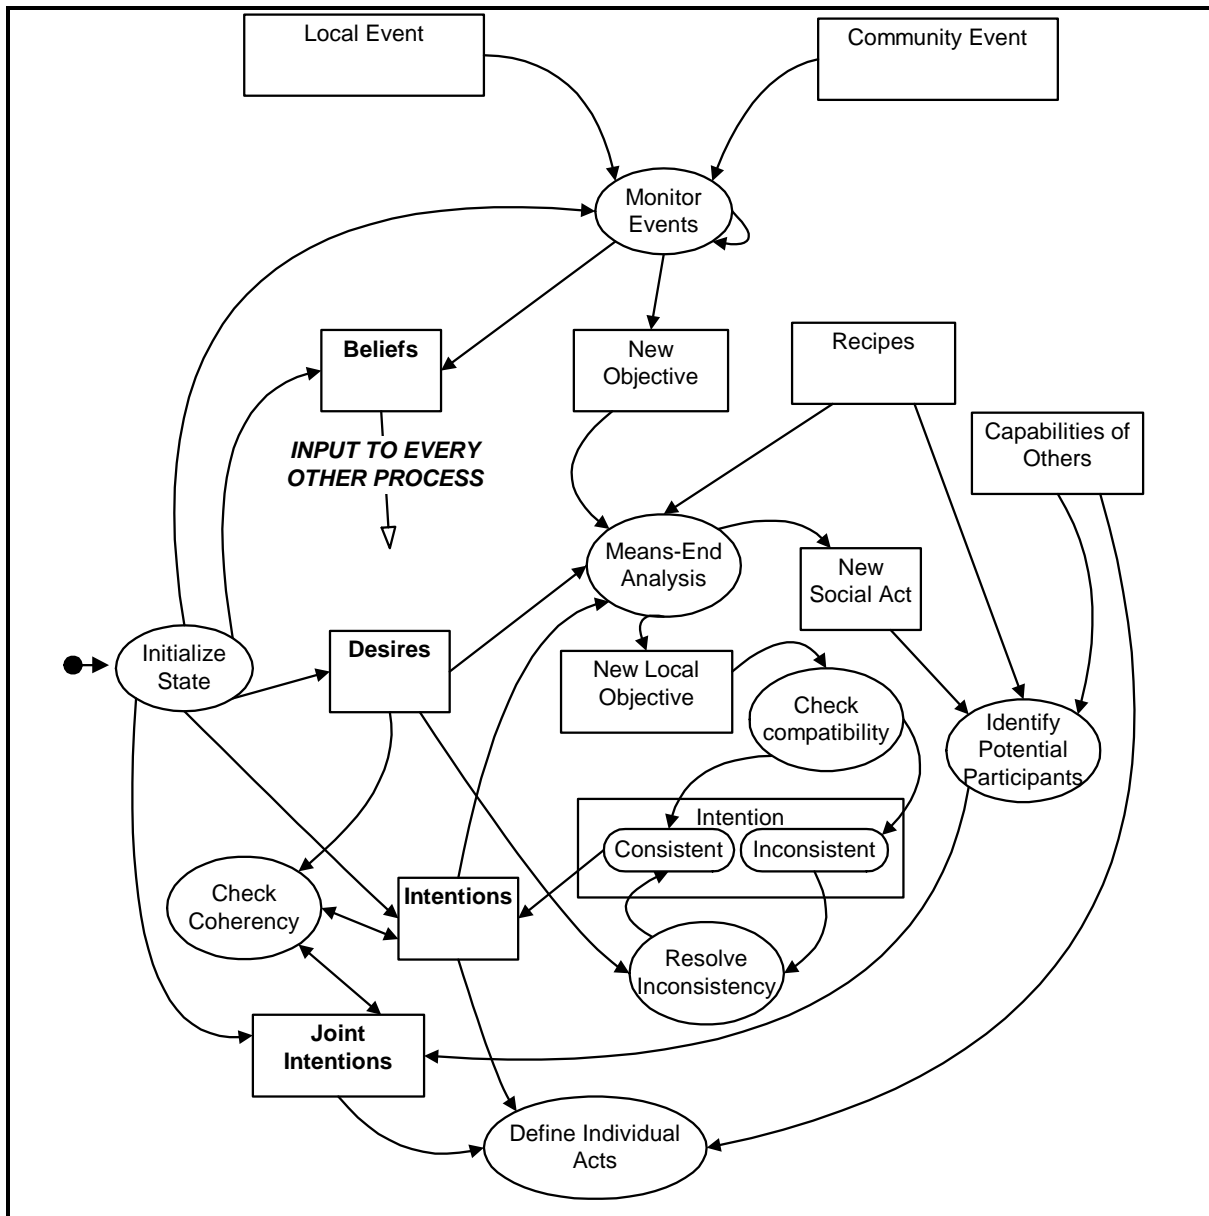 Local Event
Community Event
Monitor
Events
Beliefs
New
Objective
Recipes
Capabilities of
Others
INPUT TO EVERY
OTHER PROCESS
Means-End
Analysis
New
Social Act
Initialize
State
Desires
New Local
Objective
Check
compatibility
Identify
Potential
Participants
Intention
Consistent
Inconsistent
Check
Coherency
Intentions
Resolve
Inconsistency
Joint
Intentions
Define Individual
Acts